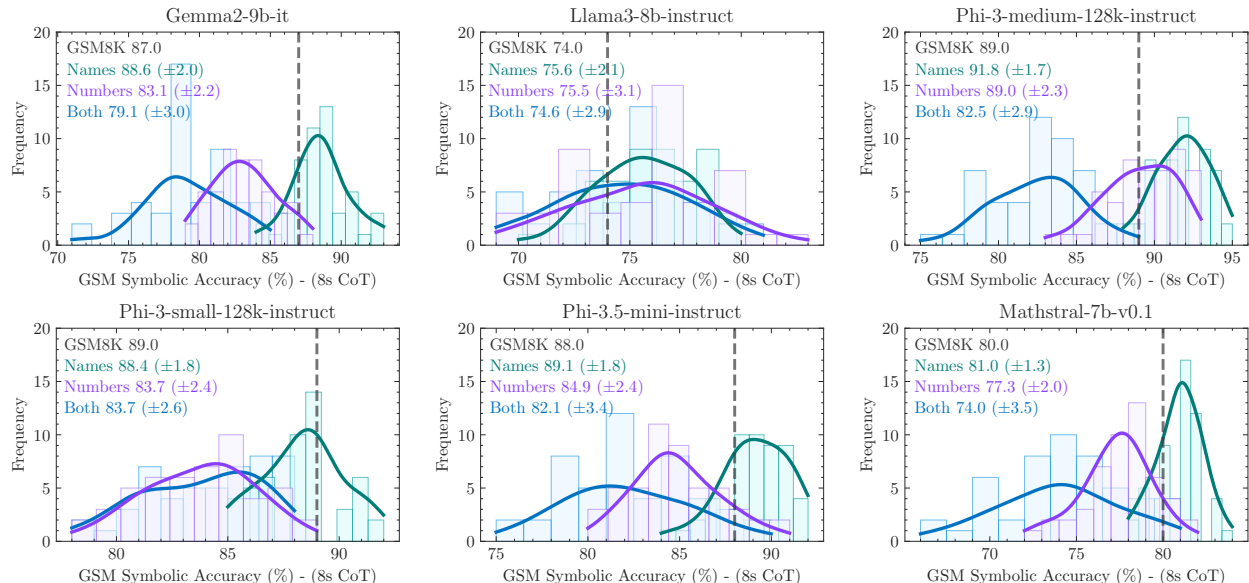 Gemma2-9b-it
GSM8K 87.0
Names 88.6 (±2.0)
Numbers 83.1 (±2.2)
Both 79.1 (±3.0)
Frequency
0
5
10
15
20
70 75 80 85 90
GSM Symbolic Accuracy (%) - (8s CoT)
Llama3-8b-instruct
GSM8K 74.0
Names 75.6 (±2.1)
Numbers 75.5 (±3.1)
Both 74.6 (±2.9)
Frequency
0
5
10
15
20
70 75 80
GSM Symbolic Accuracy (%) - (8s CoT)
Phi-3-medium-128k-instruct
GSM8K 89.0
Names 91.8 (±1.7)
Numbers 89.0 (±2.3)
Both 82.5 (±2.9)
Frequency
0
5
10
15
20
75 80 85 90 95
GSM Symbolic Accuracy (%) - (8s CoT)
Phi-3-small-128k-instruct
GSM8K 89.0
Names 88.4 (±1.8)
Numbers 83.7 (±2.4)
Both 83.7 (±2.6)
Frequency
0
5
10
15
20
80 85 90
GSM Symbolic Accuracy (%) - (8s CoT)
Phi-3.5-mini-instruct
GSM8K 88.0
Names 89.1 (±1.8)
Numbers 84.9 (±2.4)
Both 82.1 (±3.4)
Frequency
0
5
10
15
20
75 80 85 90
GSM Symbolic Accuracy (%) - (8s CoT)
Mathstral-7b-v0.1
GSM8K 80.0
Names 81.0 (±1.3)
Numbers 77.3 (±2.0)
Both 74.0 (±3.5)
Frequency
0
5
10
15
20
70 75 80
GSM Symbolic Accuracy (%) - (8s CoT)